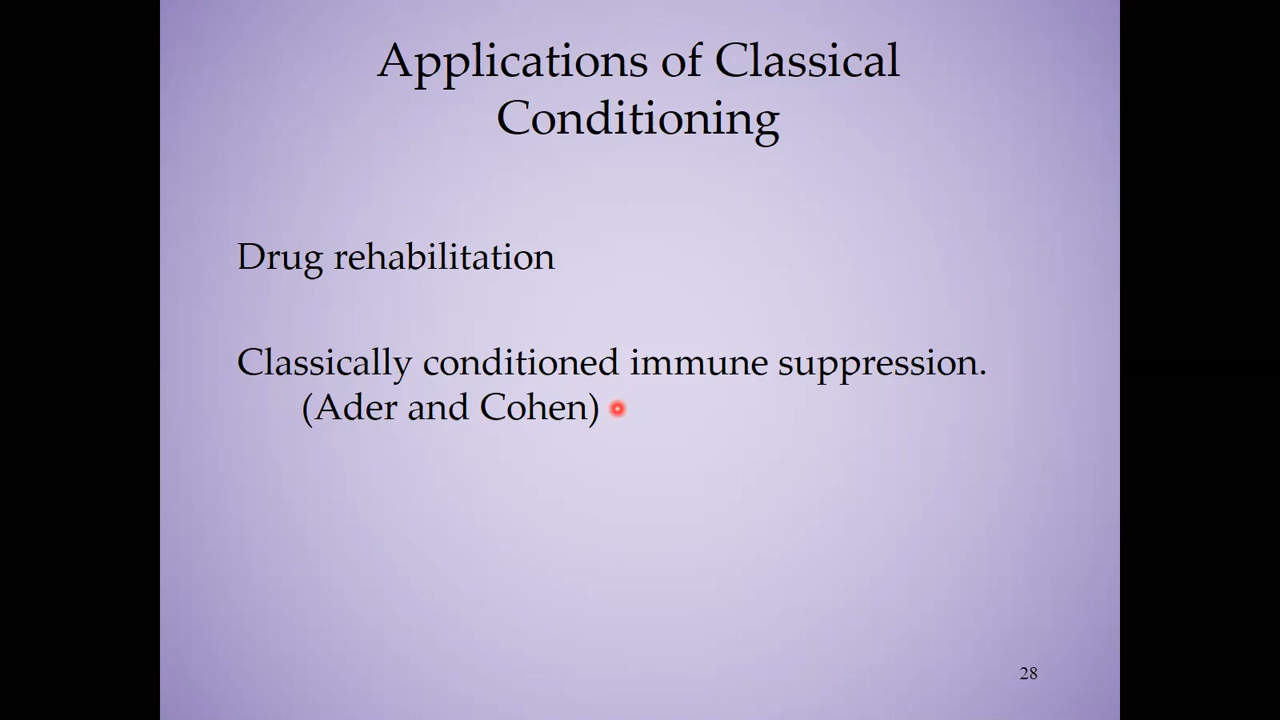 Applications of Classical
Conditioning
Drug rehabilitation
Classically conditioned immune suppression.
(Ader and Cohen)
28